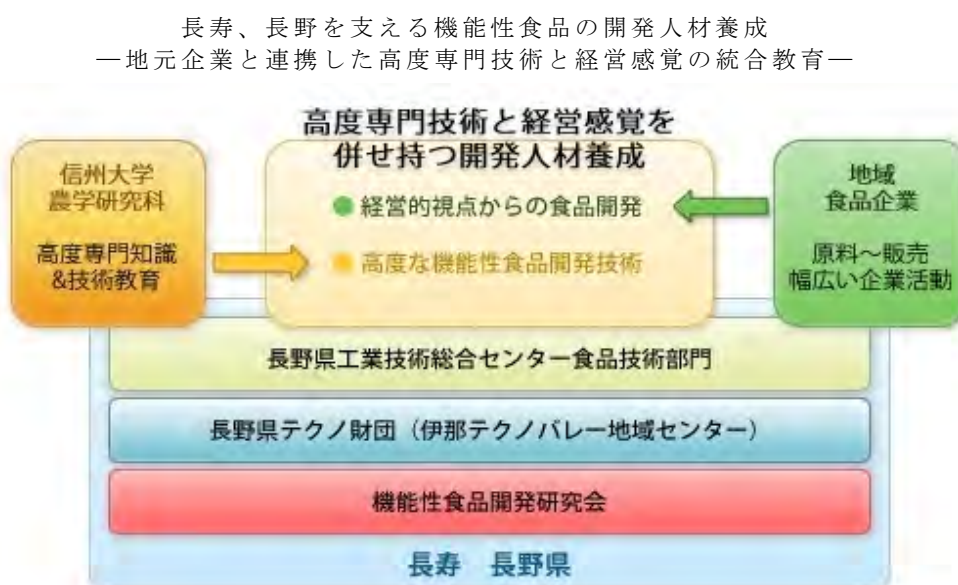 長寿、長野を支える機能性食品の開発人材養成
―地元企業と連携した高度専門技術と経営感覚の統合教育―
高度専門技術と経営感覚を
併せ持つ開発人材養成
信州大学
農学研究科
高度専門知識
&技術教育
● 経営的視点からの食品開発
● 高度な機能性食品開発技術
地域
食品企業
原料～販売
幅広い企業活動
長野県工業技術総合センター食品技術部門
長野県テクノ財団（伊那テクノバレー地域センター）
機能性食品開発研究会
長寿 長野県